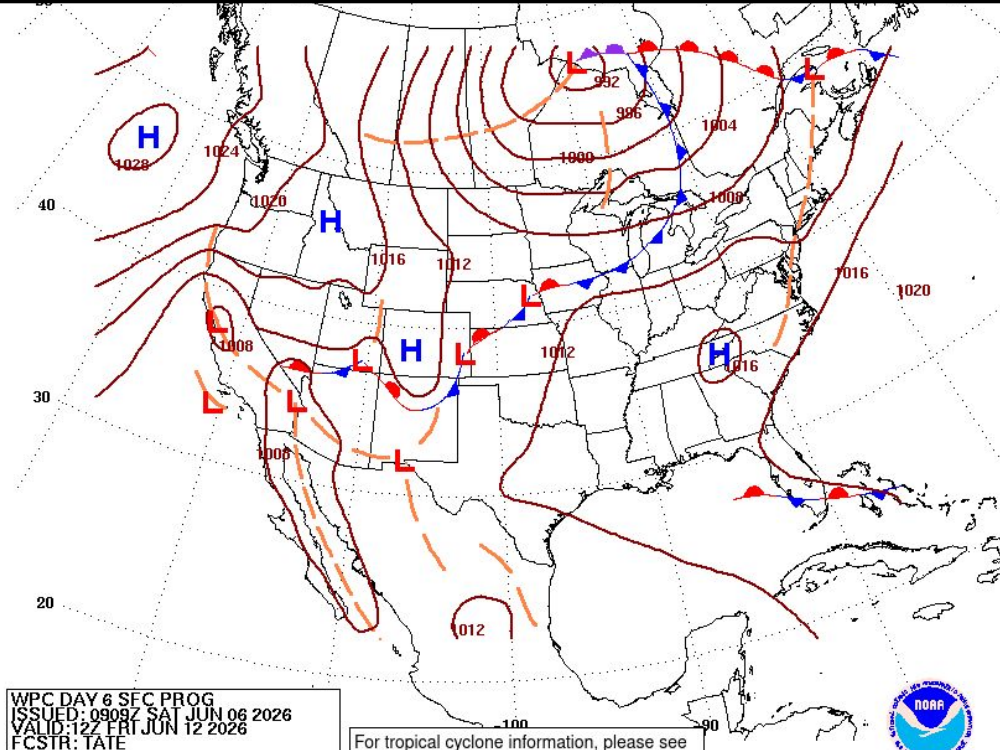 H
1028
1024
1020
H
1016
1012
L
992
996
1004
1000
1008
L
40
1016
1020
L
L
1008
L
H
L
1012
H
1016
30
L
L
1008
L
20
1012
WPC DAY 6 SFC PROG
ISSUED: 0909Z SAT JUN 06 2026
VALID:12Z FRI JUN 12 2026
FCSTR: TATE
-100
-90
For tropical cyclone information, please see
NOAA